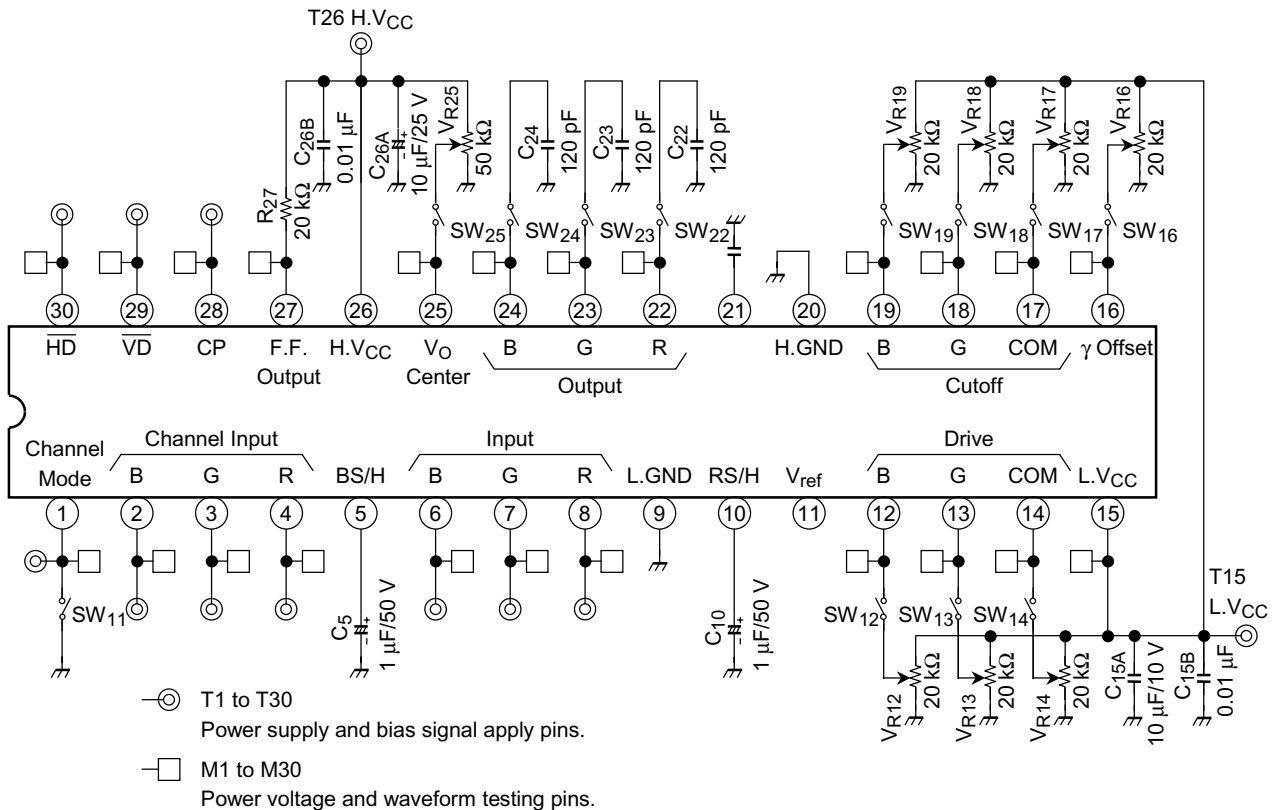 T26 H.VCC
C26B
0.01 μF
C26A
10 μF/25 V
VR25
50 kΩ
C24
120 pF
C23
120 pF
C22
120 pF
VR19
20 kΩ
VR18
20 kΩ
VR17
20 kΩ
VR16
20 kΩ
R27
20 kΩ
SW25
SW24
SW23
SW22
SW19
SW18
SW17
SW16
30 29 28 27 26 25 24 23 22 21 20 19 18 17 16
HD VD CP F.F. H.VCC VO B G R H.GND B G COM γ Offset
Output Center Output Cutoff
Channel Channel Input Input Drive
Mode B G R BS/H B G R L.GND RS/H Vref B G COM L.VCC
1 2 3 4 5 6 7 8 9 10 11 12 13 14 15
SW11
C5
- +
1 μF/50 V
C10
- +
1 μF/50 V
SW12
SW13
SW14
T15
L.VCC
VR12
20 kΩ
VR13
20 kΩ
VR14
20 kΩ
C15A
10 μF/10 V
C15B
0.01 μF
T1 to T30
Power supply and bias signal apply pins.
M1 to M30
Power voltage and waveform testing pins.